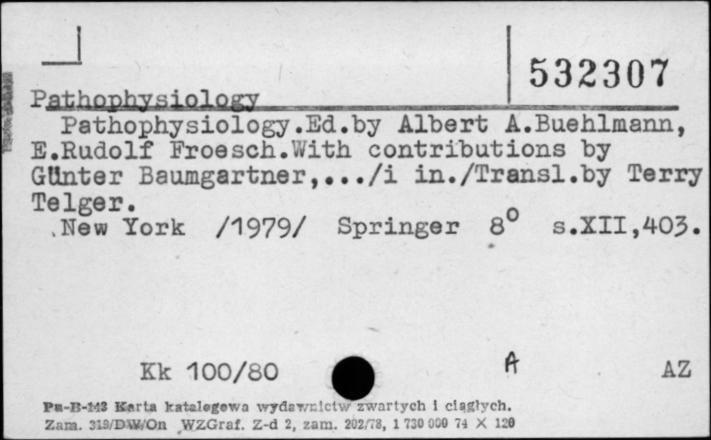 532307
Pathophysiology
Pathophysiology.Ed.by Albert A.Buehlmann,
E.Rudolf Froesch.With contributions by
Günter Baumgartner,.../i in./Transl.by Terry
Telger.
New York /1979/ Springer 8° s.XII,403.
Kk 100/80 A AZ
Pu-B-143 Karta katalogowa wydawnictw zwartych i ciągłych.
Zam. 319/DAW/On WZGraf. Z-d 2, zam. 202/78, 1 730 000 74 X 120